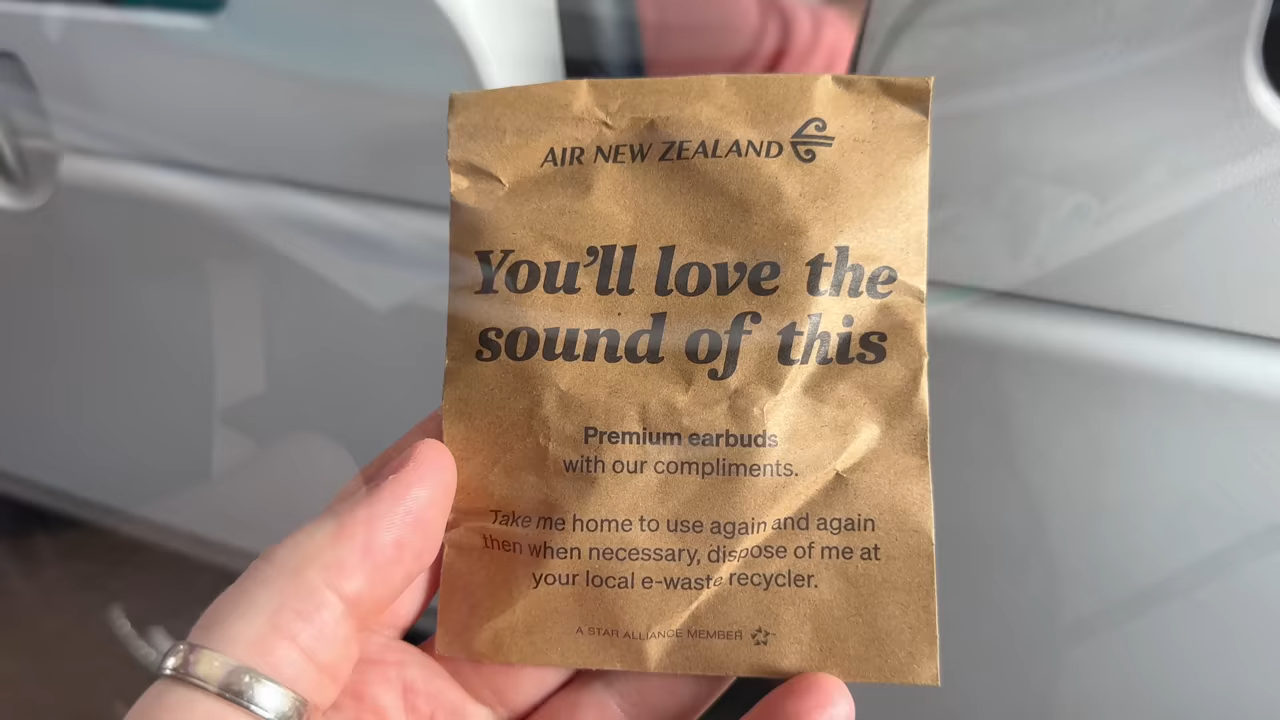 AIR NEW ZEALAND
You'll love the
sound of this
Premium earbuds
with our compliments.
Take me home to use again and again
then when necessary, dispose of me at
your local e-waste recycler.
A STAR ALLIANCE MEMBER